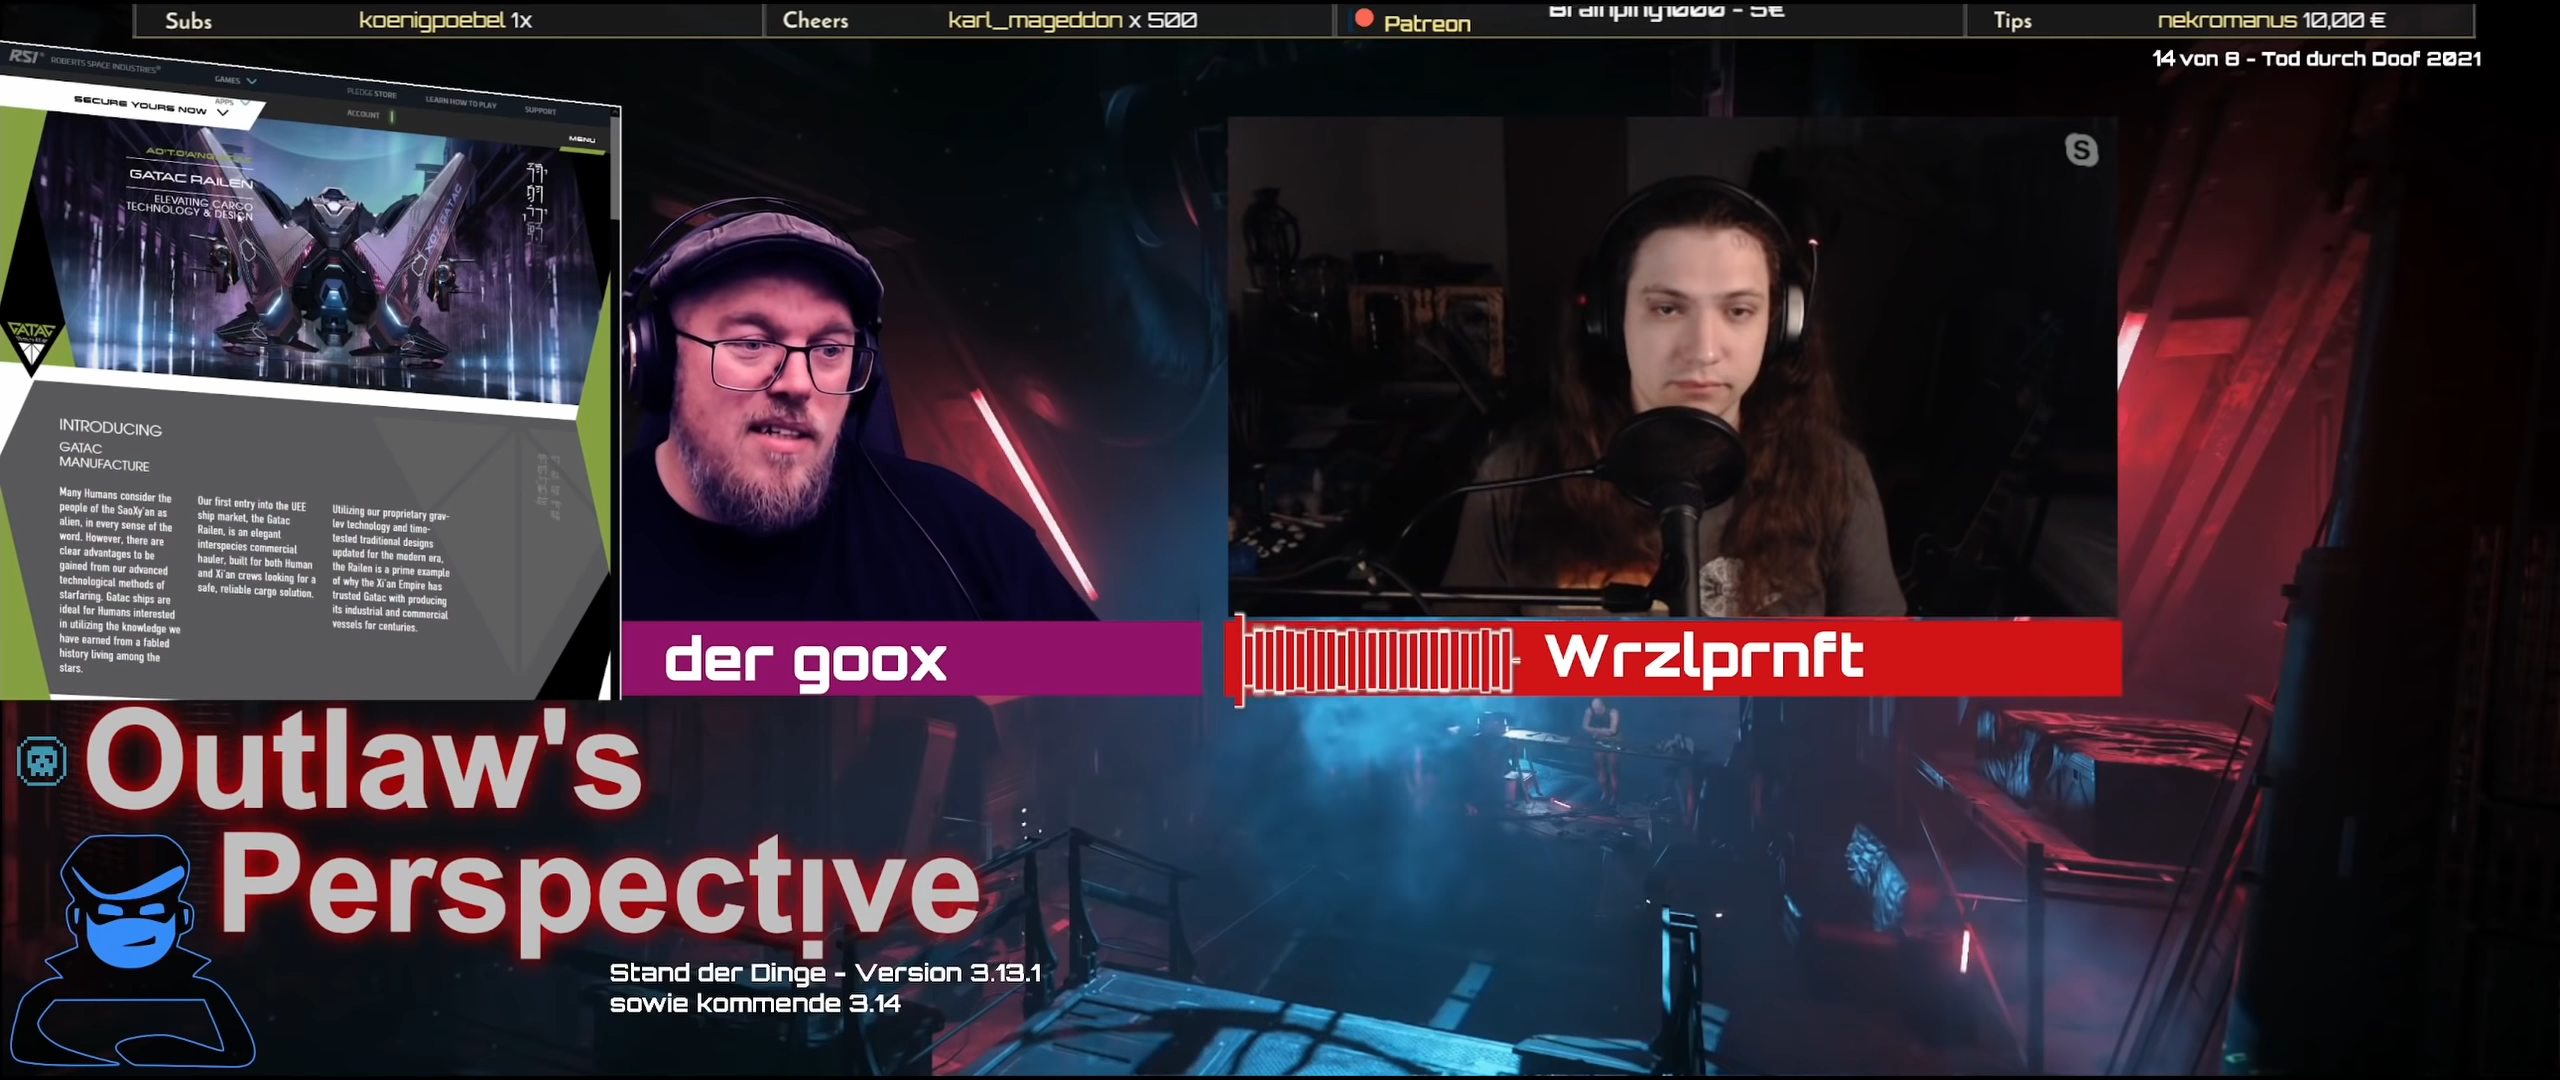 Subs koenigpoebel 1x
Cheers karl_mageddon x 500
Patreon Brainping1000 - 5€
Tips nekromanus 10,00 €
14 von 8 - Tod durch Doof 2021
RSI ROBERTS SPACE INDUSTRIES®
GAMES
PLEDGE STORE
LEARN HOW TO PLAY
SUPPORT
APPS
ACCOUNT
SECURE YOURS NOW
MENU
GATAC RAILEN
ELEVATING CARGO
TECHNOLOGY & DESIGN
GATAC
INTRODUCING
GATAC
MANUFACTURE
Many Humans consider the
people of the SaoXy'an as
alien, in every sense of the
word. However, there are
clear advantages to be
gained from our advanced
technological methods of
starfaring. Gatac ships are
ideal for Humans interested
in utilizing the knowledge we
have earned from a fabled
history living among the
stars.
Our first entry into the UEE
ship market, the Gatac
Railen, is an elegant
interspecies commercial
hauler, built for both Human
and Xi'an crews looking for a
safe, reliable cargo solution.
Utilizing our proprietary grav-
lev technology and time-
tested traditional designs
updated for the modern era,
the Railen is a prime example
of why the Xi'an Empire has
trusted Gatac with producing
its industrial and commercial
vessels for centuries.
der goox
Wrzlprnft
Outlaw's
Perspective
Stand der Dinge - Version 3.13.1
sowie kommende 3.14